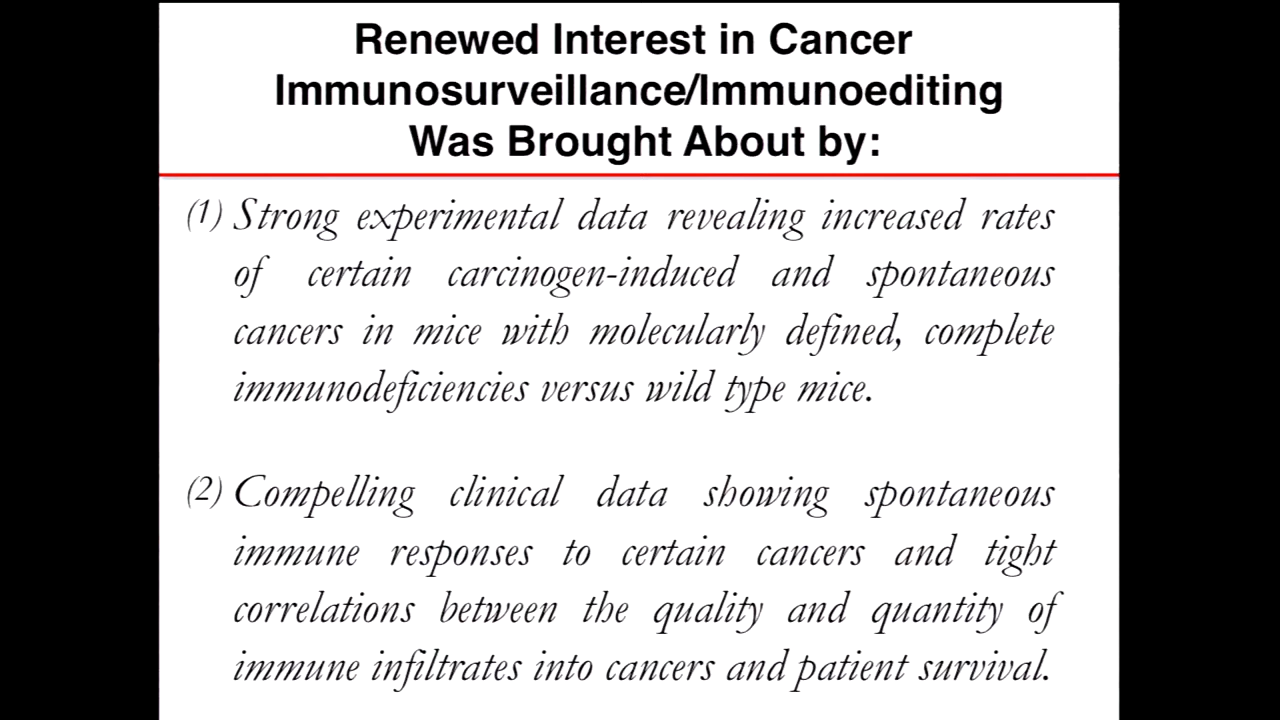 Renewed Interest in Cancer
Immunosurveillance/Immunoediting
Was Brought About by:
(1) Strong experimental data revealing increased rates
of certain carcinogen-induced and spontaneous
cancers in mice with molecularly defined, complete
immunodeficiencies versus wild type mice.
(2) Compelling clinical data showing spontaneous
immune responses to certain cancers and tight
correlations between the quality and quantity of
immune infiltrates into cancers and patient survival.